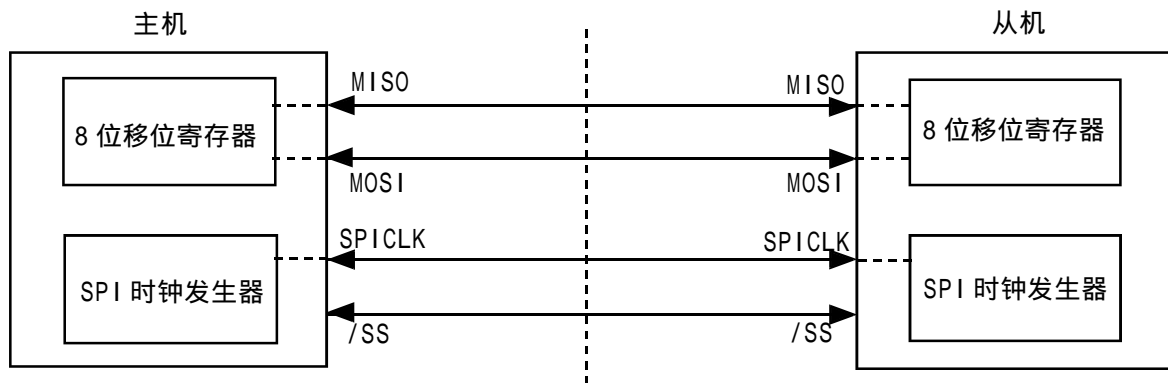 主机
从机
MISO
MISO
8 位移位寄存器
8 位移位寄存器
MOSI
MOSI
SPICLK
SPICLK
SPI 时钟发生器
SPI 时钟发生器
/SS
/SS